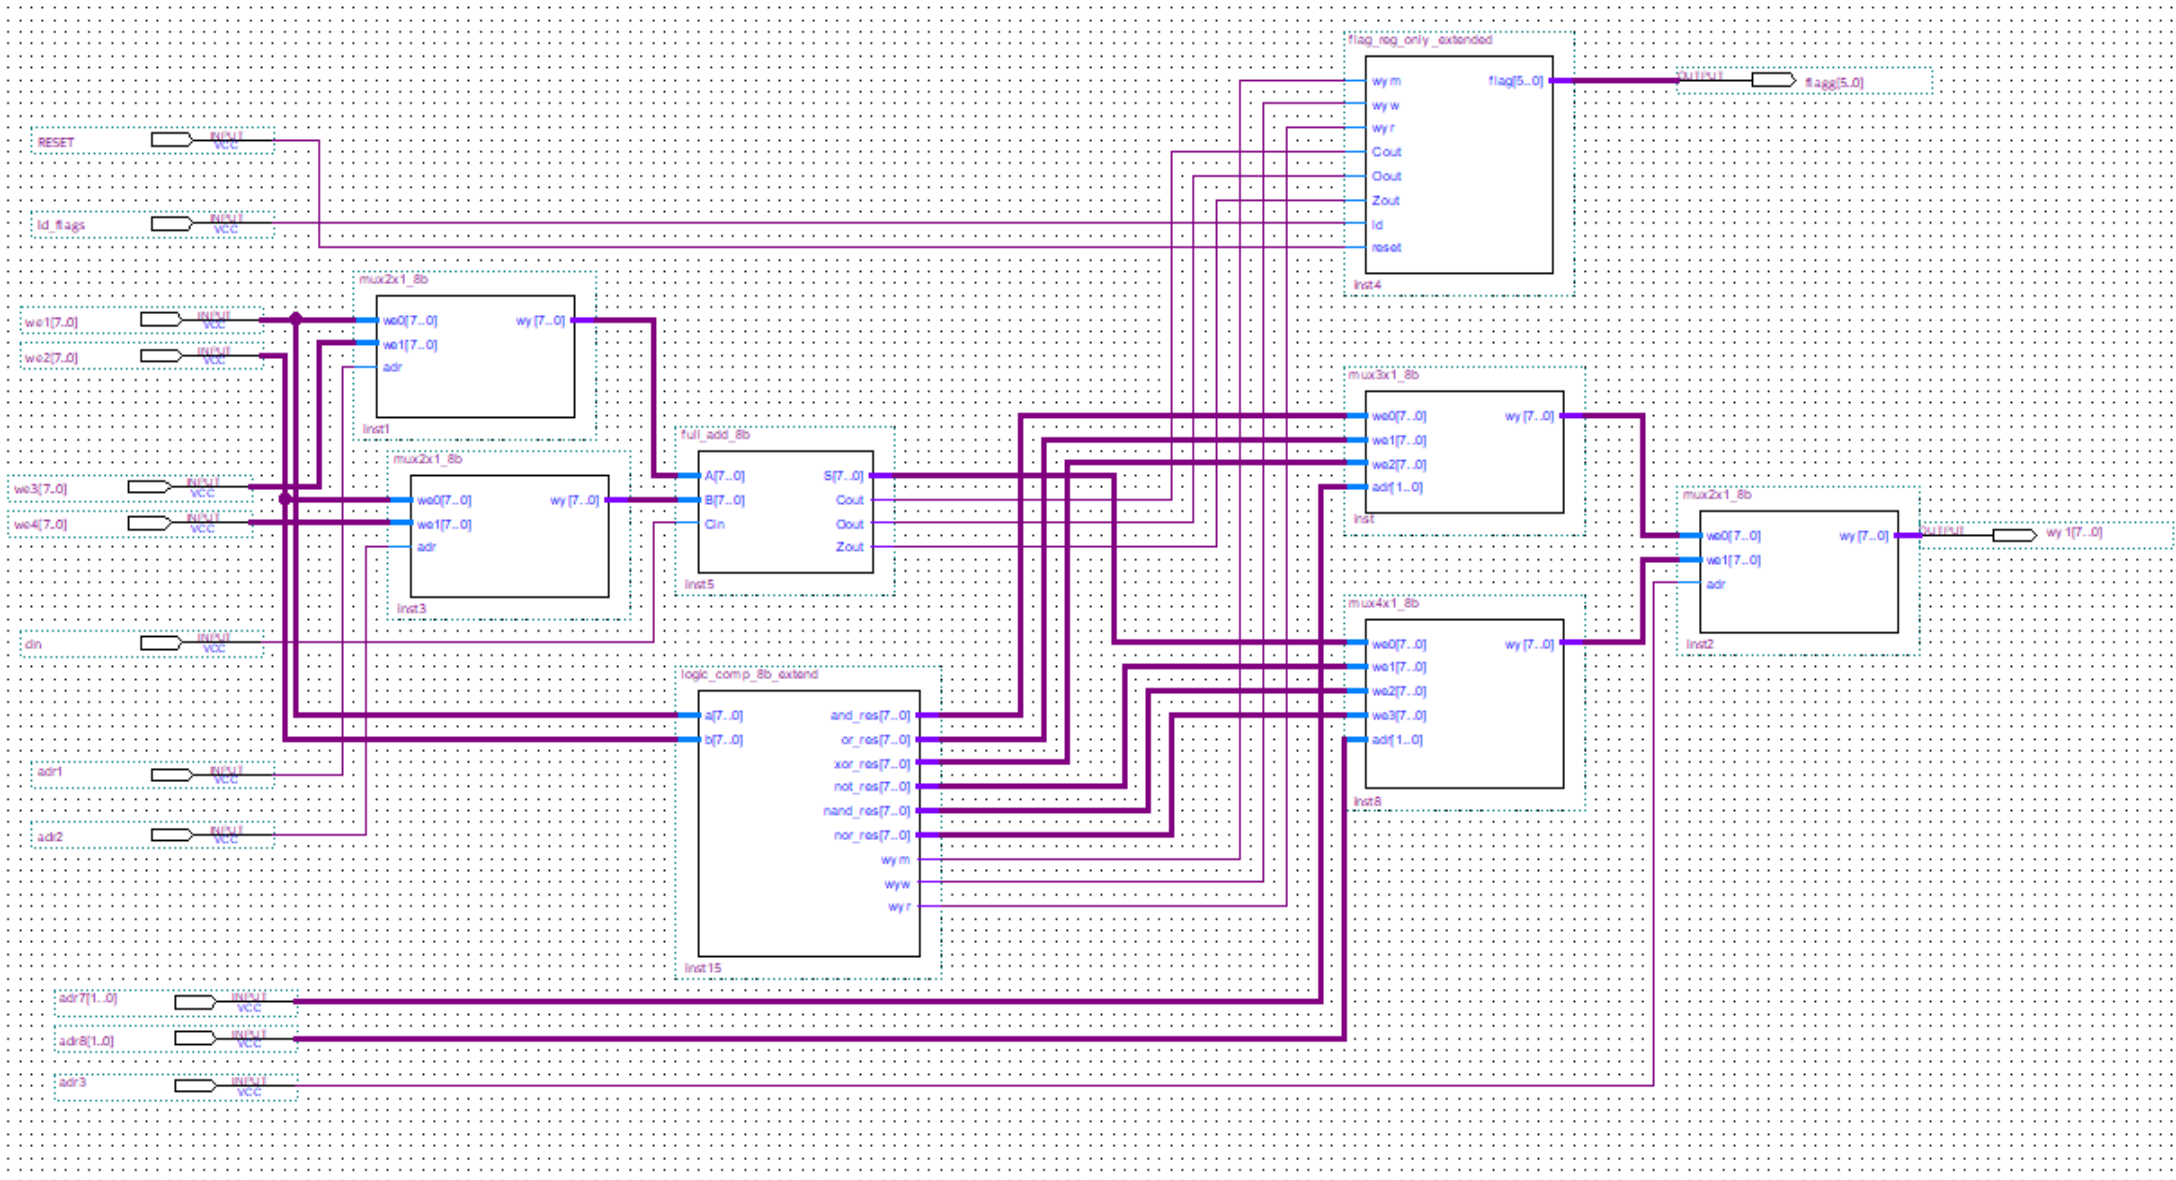 flag_reg_only_extended
wym
flag[5..0]
OUTPUT
flagg[5..0]
wyw
wyr
Cout
Oout
Zout
ld
reset
inst4
RESET
INPUT
VCC
ld_flags
INPUT
VCC
mux2x1_8b
we0[7..0]
wy[7..0]
we1[7..0]
adr
inst1
we1[7..0]
INPUT
VCC
we2[7..0]
INPUT
VCC
we3[7..0]
INPUT
VCC
we4[7..0]
INPUT
VCC
mux2x1_8b
we0[7..0]
wy[7..0]
we1[7..0]
adr
inst3
full_add_8b
A[7..0]
S[7..0]
B[7..0]
Cout
Cin
Oout
Zout
inst5
mux3x1_8b
we0[7..0]
wy[7..0]
we1[7..0]
we2[7..0]
adr[1..0]
inst
mux2x1_8b
we0[7..0]
wy[7..0]
we1[7..0]
adr
inst2
OUTPUT
wy1[7..0]
cin
INPUT
VCC
mux4x1_8b
we0[7..0]
wy[7..0]
we1[7..0]
we2[7..0]
we3[7..0]
adr[1..0]
inst8
logic_comp_8b_extend
a[7..0]
and_res[7..0]
b[7..0]
or_res[7..0]
xor_res[7..0]
not_res[7..0]
nand_res[7..0]
nor_res[7..0]
wym
wyw
wyr
inst15
adr1
INPUT
VCC
adr2
INPUT
VCC
adr7[1..0]
INPUT
VCC
adr8[1..0]
INPUT
VCC
adr3
INPUT
VCC